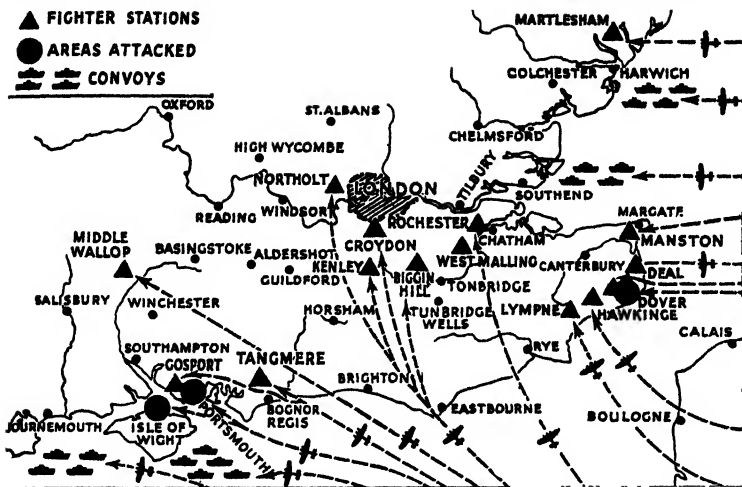 FIGHTER STATIONS
AREAS ATTACKED
CONVOYS
MARTLESHAM
COLCHESTER
HARWICH
OXFORD
ST. ALBANS
CHELMSFORD
HIGH WYCOMBE
NORTHOLT
LONDON
TILBURY
SOUTHEND
READING
WINDSOR
ROCHESTER
CHATHAM
MARGATE
MANSTON
MIDDLE
WALLOP
BASINGSTOKE
ALDERSHOT
GUILDFORD
CROYDON
KENLEY
BIGGIN
HILL
WEST MALLING
CANTERBURY
DEAL
DOVER
SALISBURY
WINCHESTER
HORSHAM
TONBRIDGE
TUNBRIDGE
WELLS
LYMPNE
HAWKINGE
RYE
CALAIS
SOUTHAMPTON
GOSPORT
TANGMERE
BRIGHTON
EASTBOURNE
BOULOGNE
BOGNOR
REGIS
PORTSMOUTH
ISLE OF
WIGHT
OURNEMOUTH